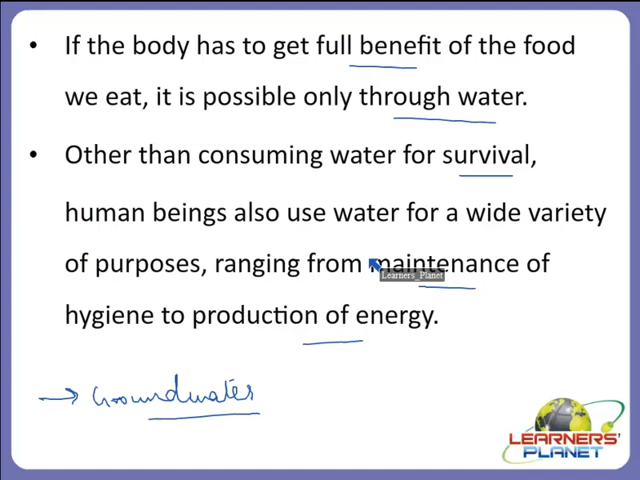 • If the body has to get full benefit of the food
we eat, it is possible only through water.
• Other than consuming water for survival,
human beings also use water for a wide variety
of purposes, ranging from maintenance of
Learners_Planet
hygiene to production of energy.
→ Groundwater
LEARNERS'
PLANET